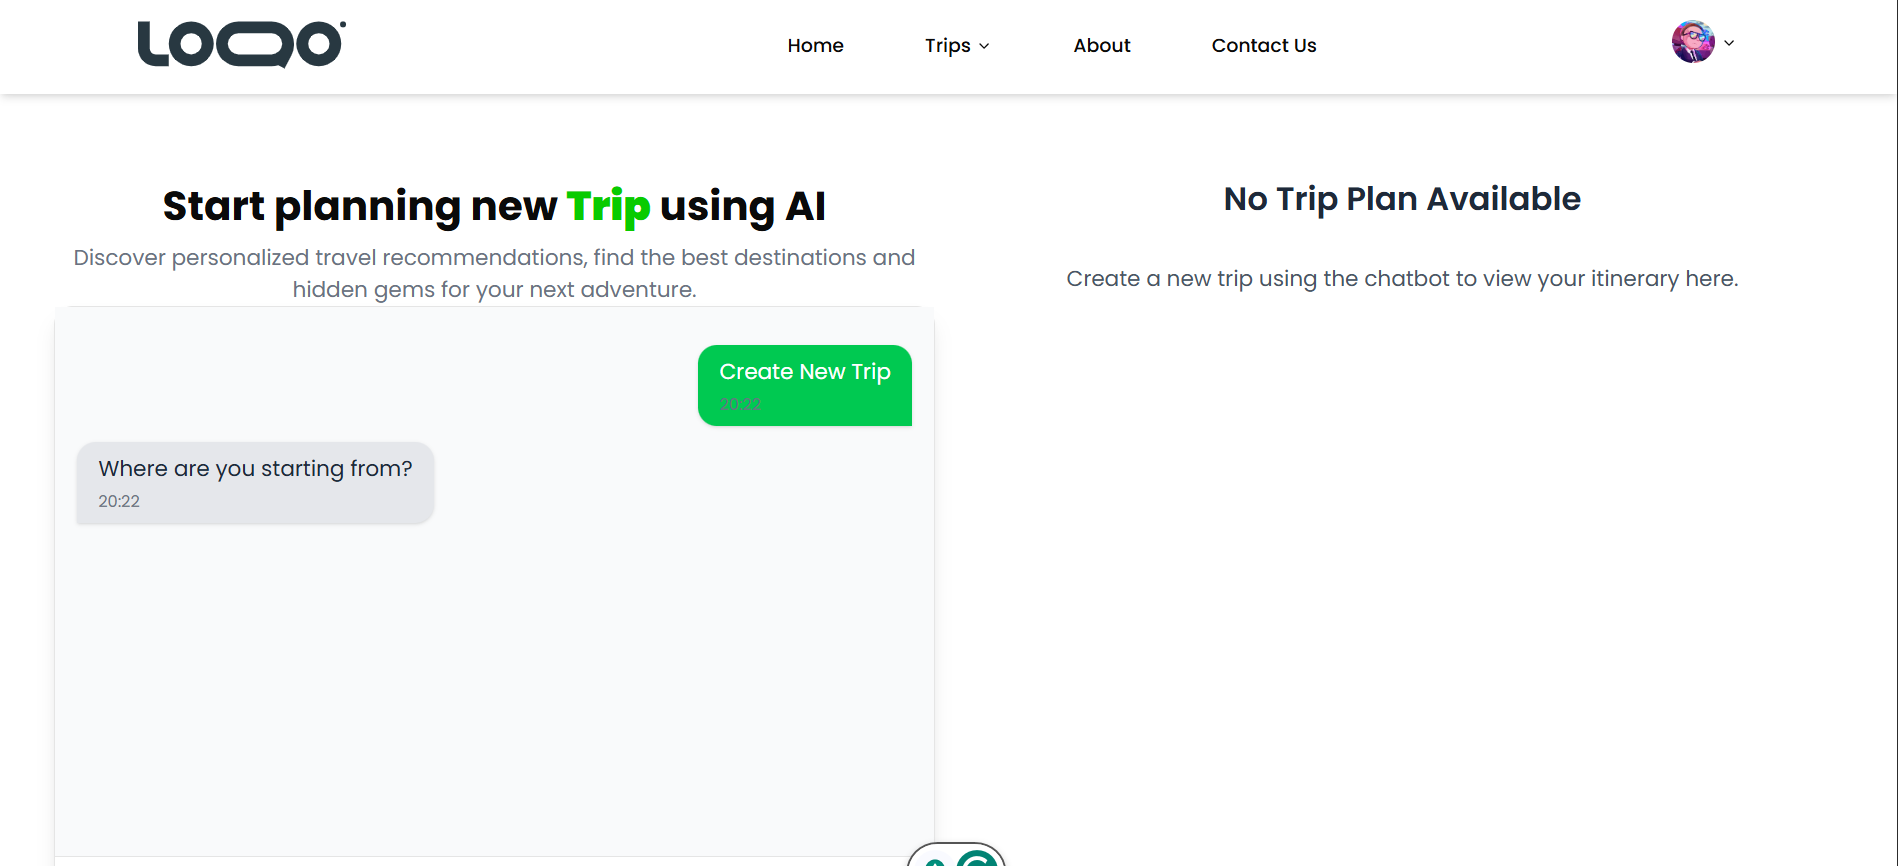 LOQO
Home
Trips
About
Contact Us
Start planning new Trip using AI
Discover personalized travel recommendations, find the best destinations and
hidden gems for your next adventure.
Create New Trip
20:22
Where are you starting from?
20:22
No Trip Plan Available
Create a new trip using the chatbot to view your itinerary here.